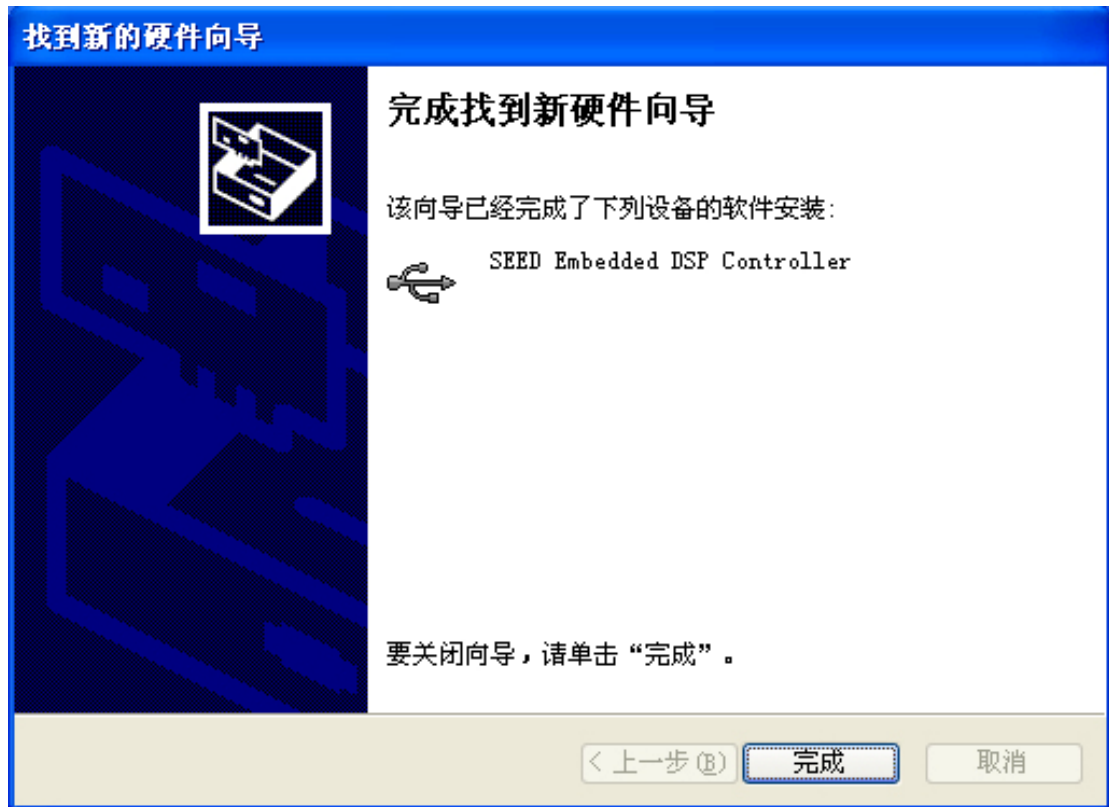 找到新的硬件向导
完成找到新硬件向导
该向导已经完成了下列设备的软件安装:
SEED Embedded DSP Controller
要关闭向导，请单击“完成”。
< 上一步(B)
完成
取消